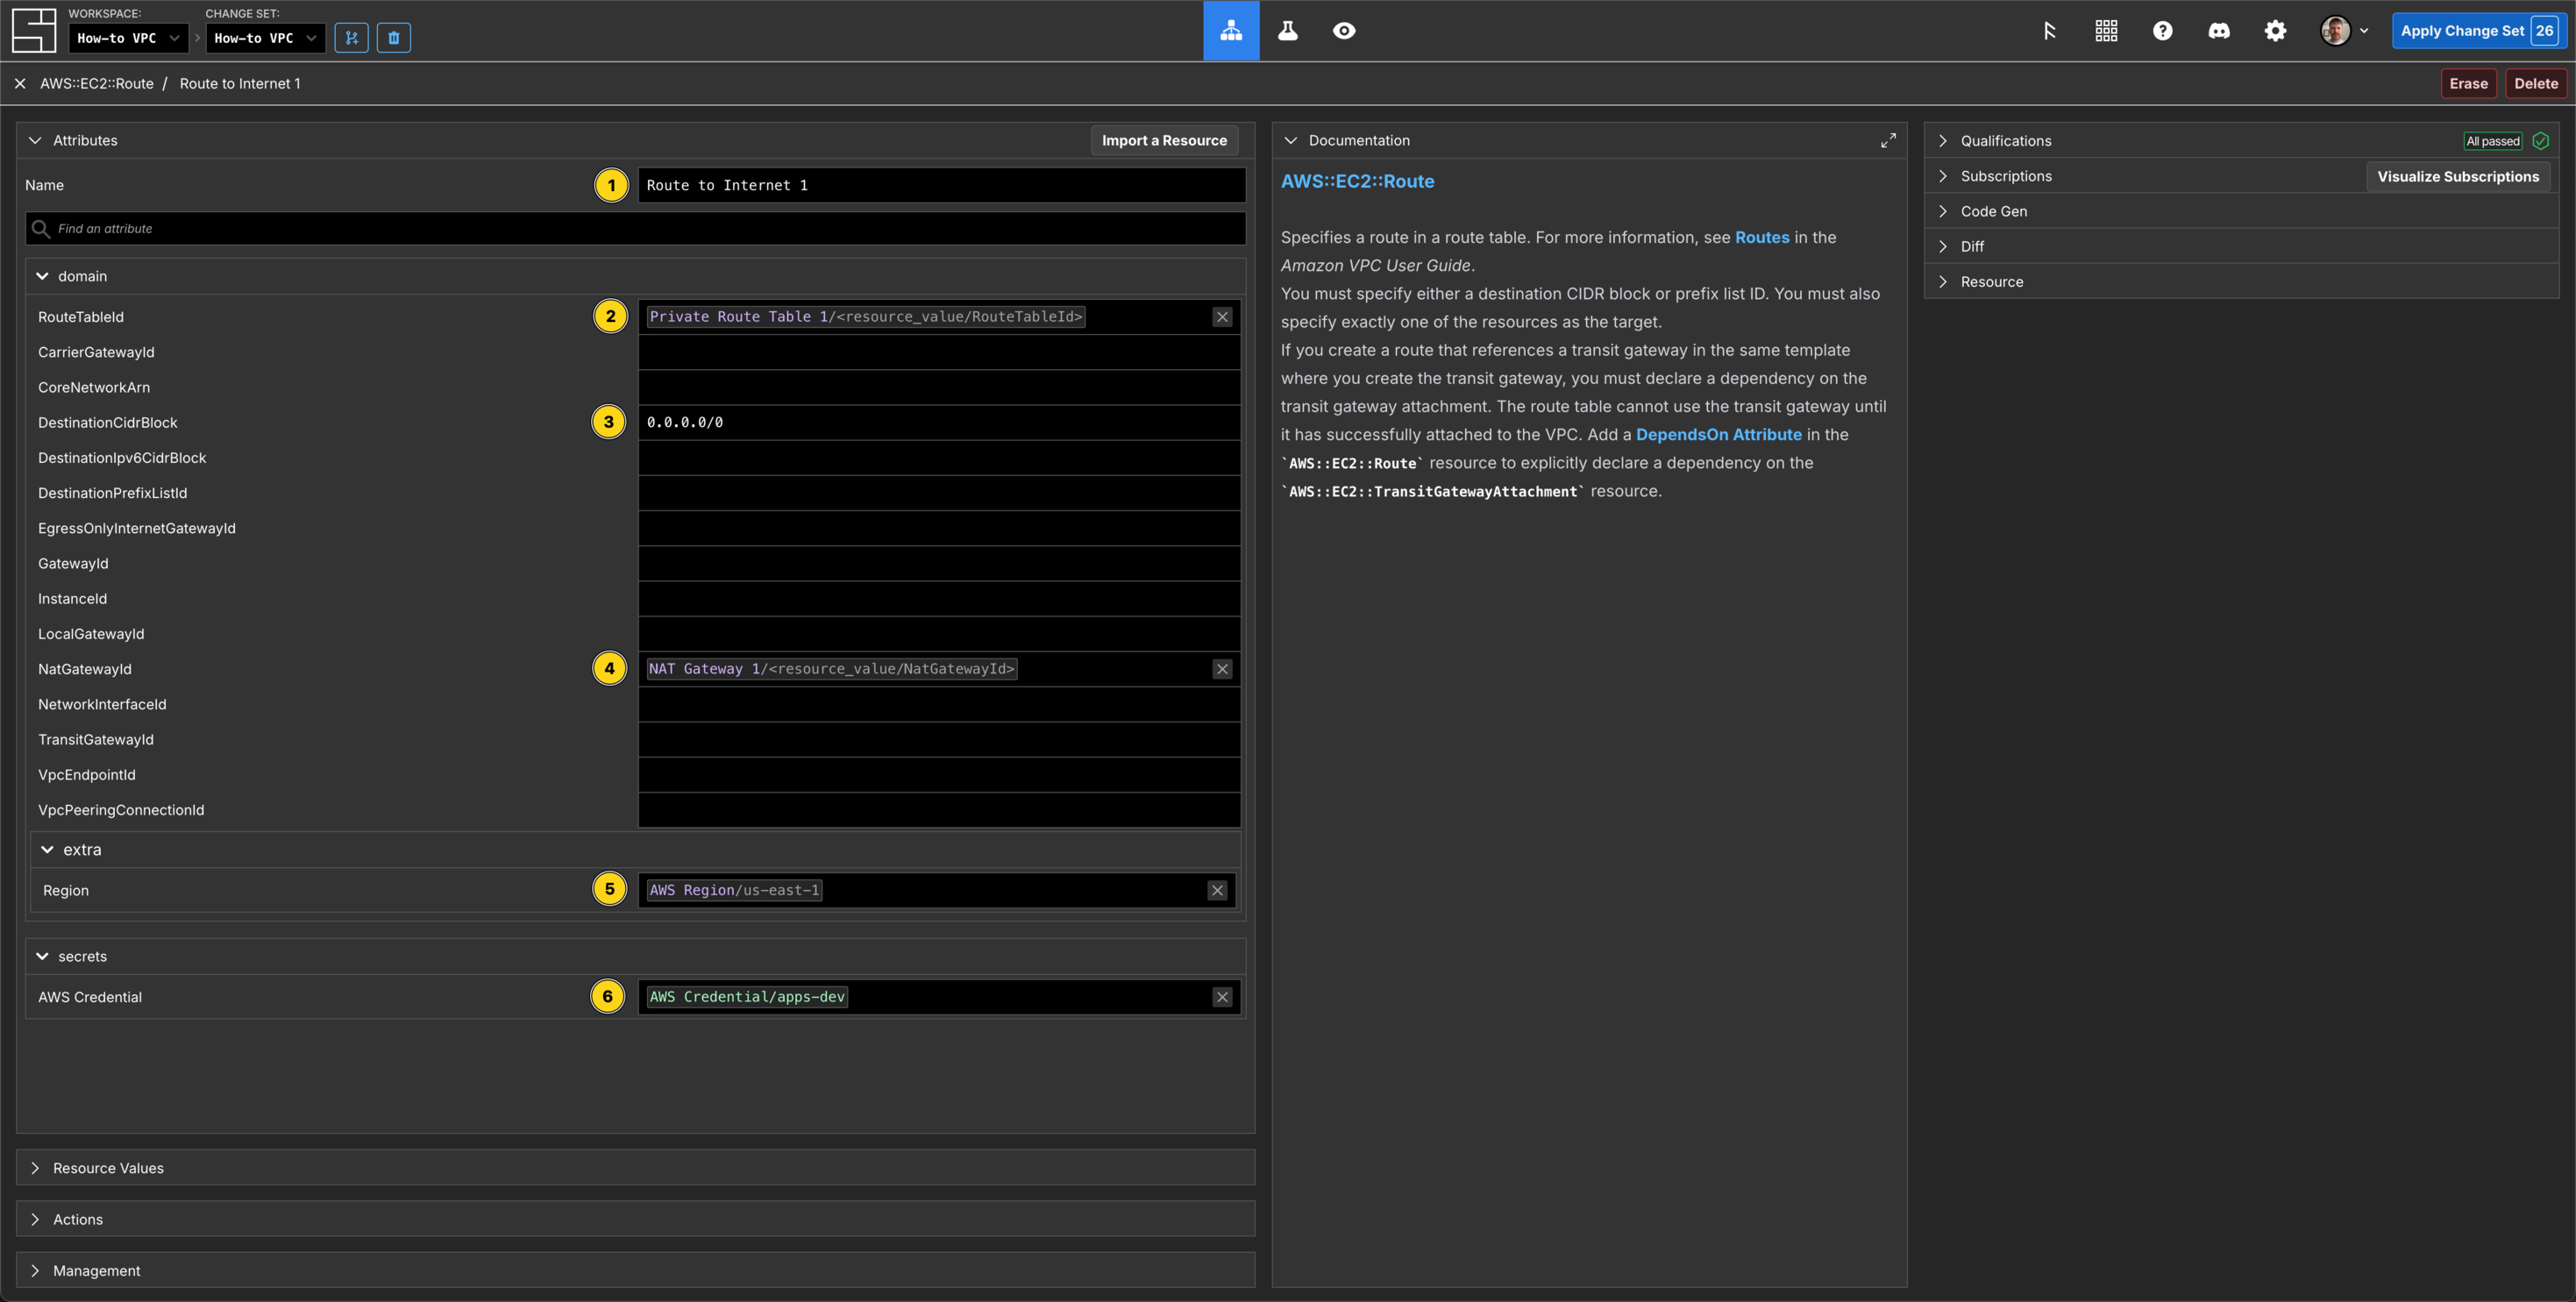 WORKSPACE:
How-to VPC
CHANGE SET:
How-to VPC
Apply Change Set 26
AWS::EC2::Route / Route to Internet 1
Erase
Delete
Attributes
Import a Resource
Name
1
Route to Internet 1
Find an attribute
domain
RouteTableId
2
Private Route Table 1/<resource_value/RouteTableId>
CarrierGatewayId
CoreNetworkArn
DestinationCidrBlock
3
0.0.0.0/0
DestinationIpv6CidrBlock
DestinationPrefixListId
EgressOnlyInternetGatewayId
GatewayId
InstanceId
LocalGatewayId
NatGatewayId
4
NAT Gateway 1/<resource_value/NatGatewayId>
NetworkInterfaceId
TransitGatewayId
VpcEndpointId
VpcPeeringConnectionId
extra
Region
5
AWS Region/us-east-1
secrets
AWS Credential
6
AWS Credential/apps-dev
Resource Values
Actions
Management
Documentation
AWS::EC2::Route
Specifies a route in a route table. For more information, see Routes in the
Amazon VPC User Guide.
You must specify either a destination CIDR block or prefix list ID. You must also
specify exactly one of the resources as the target.
If you create a route that references a transit gateway in the same template
where you create the transit gateway, you must declare a dependency on the
transit gateway attachment. The route table cannot use the transit gateway until
it has successfully attached to the VPC. Add a DependsOn Attribute in the
`AWS::EC2::Route` resource to explicitly declare a dependency on the
`AWS::EC2::TransitGatewayAttachment` resource.
Qualifications
All passed
Subscriptions
Visualize Subscriptions
Code Gen
Diff
Resource